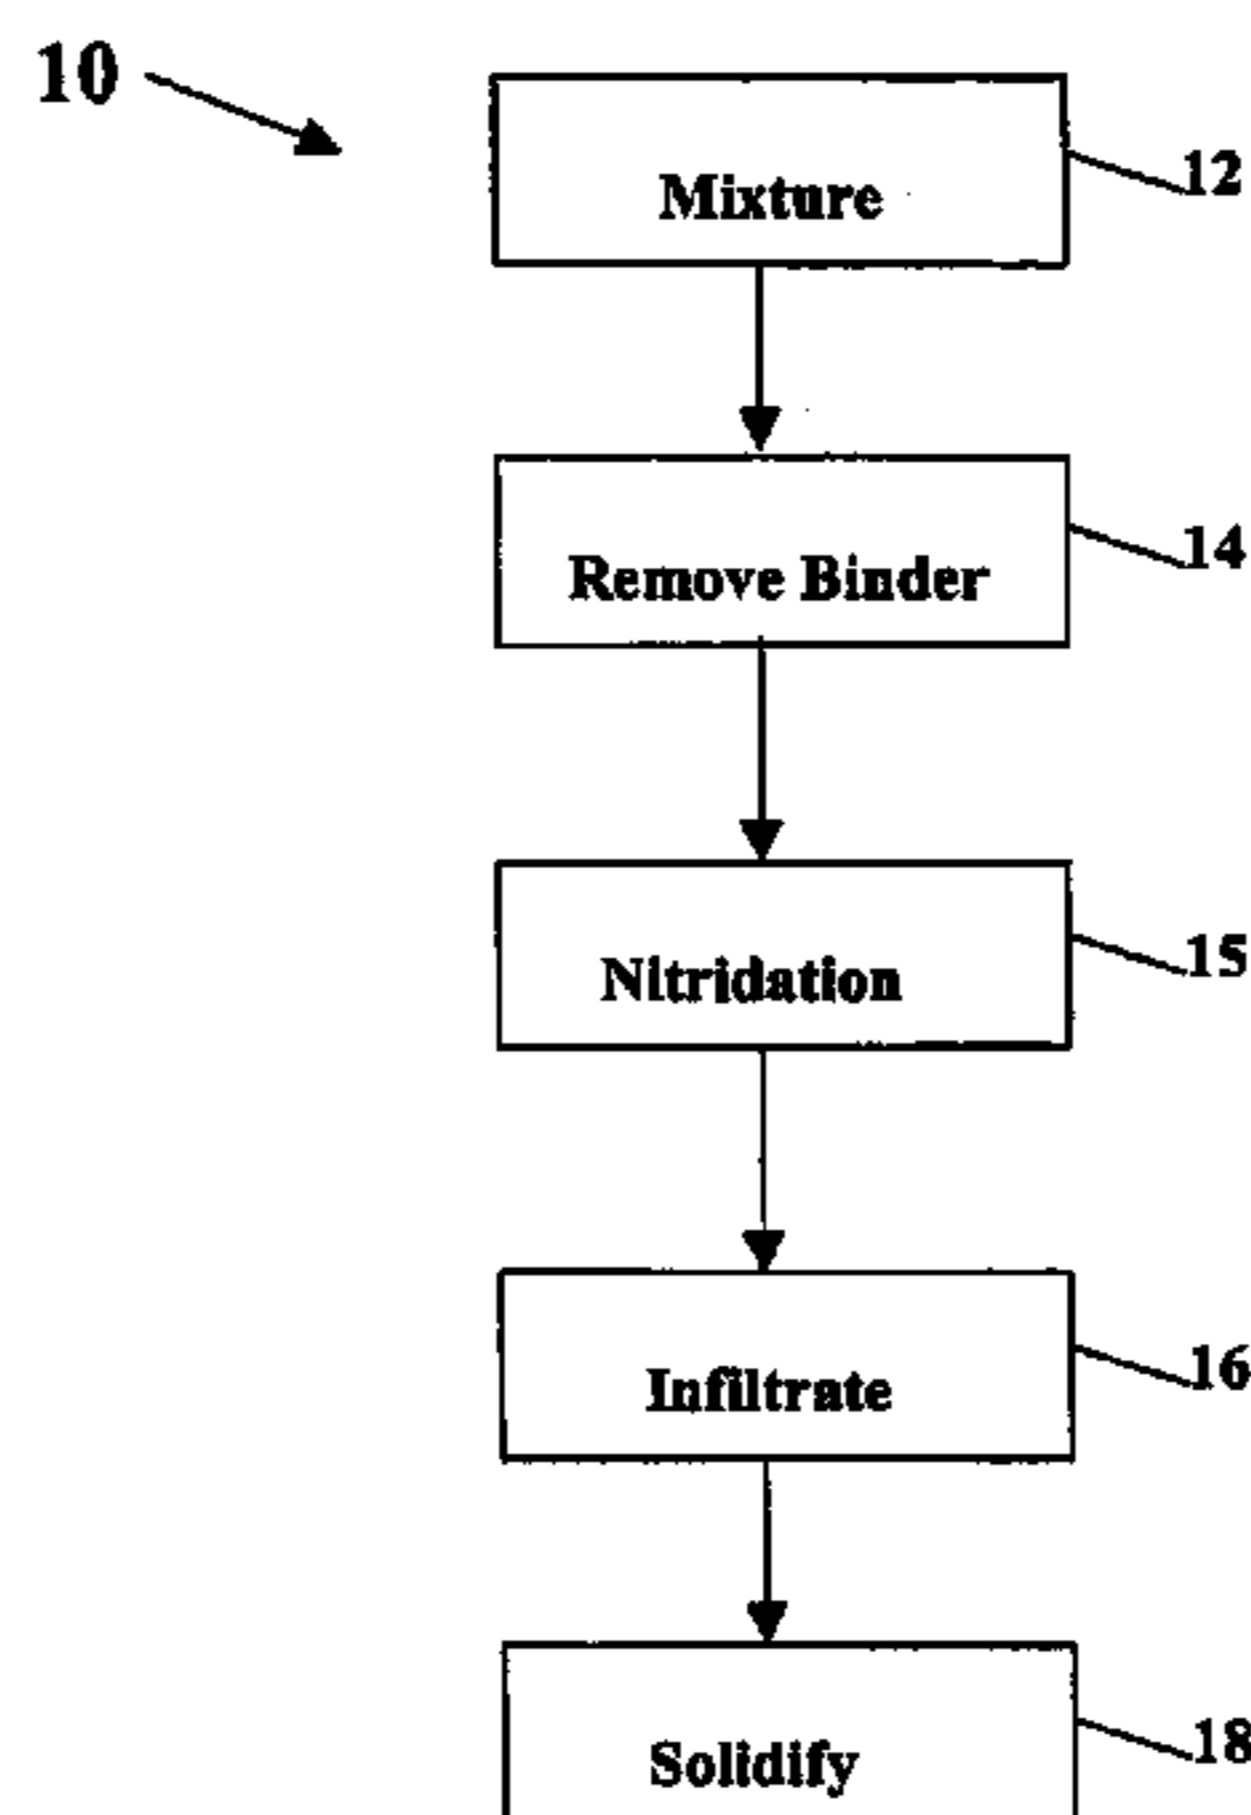 10
Mixture
12
Remove Binder
14
Nitridation
15
Infiltrate
16
Solidify
18